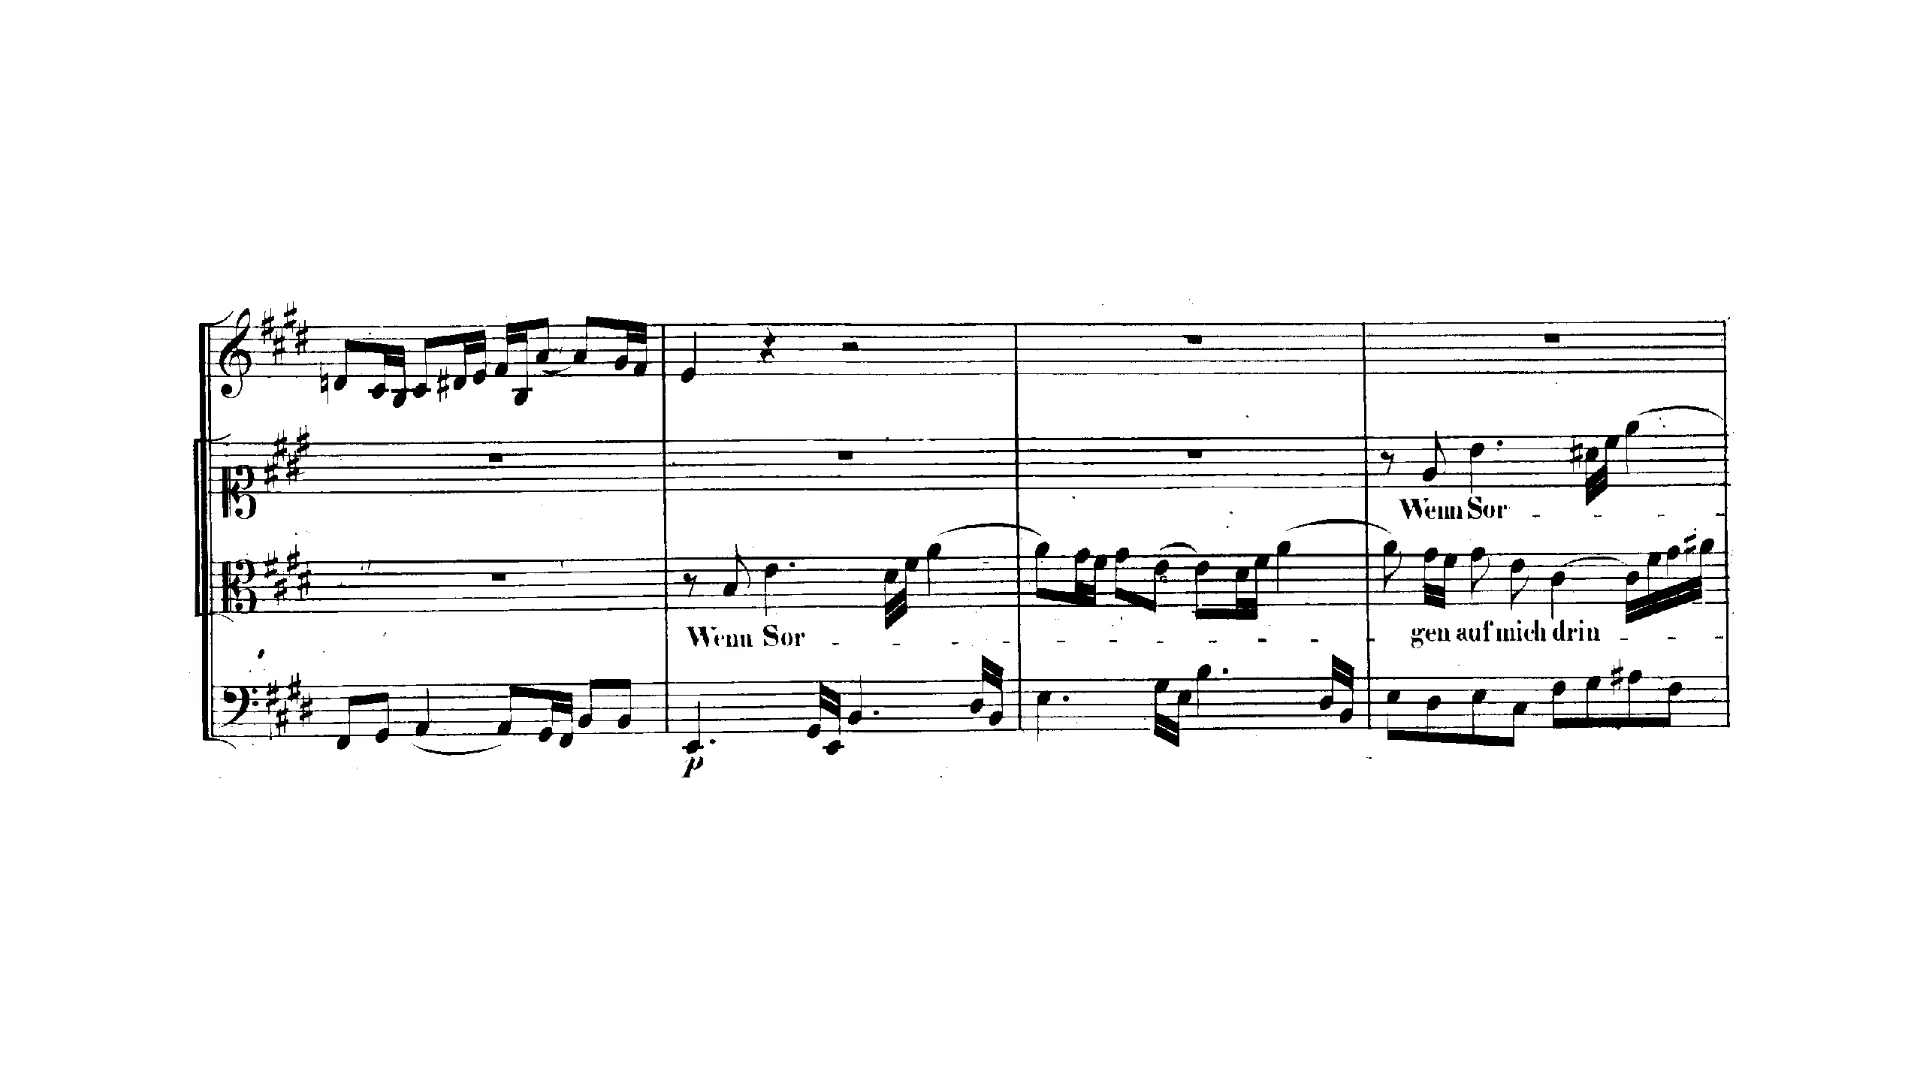 Wenn Sor - - - -
Wenn Sor - - - - - - - - - - - gen auf mich drin - - -
p